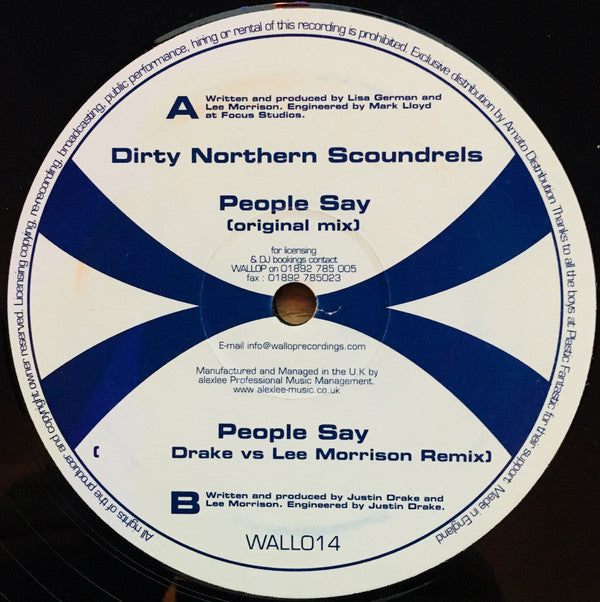 All rights of the producer and copyright owner reserved. Licensing copying, re-recording, broadcasting, public performance, hiring or rental of this recording is prohibited. Exclusive distribution by Amato Distribution Thanks to all the boys at Plastic Fantastic for their support. Made in England
A
Written and produced by Lisa German and
Lee Morrison. Engineered by Mark Lloyd
at Focus Studios.
Dirty Northern Scoundrels
People Say
(original mix)
for licensing
& DJ bookings contact
WALLOP on 01892 785 005
fax : 01892 785023
E-mail info@walloprecordings.com
Manufactured and Managed in the U.K by
alexlee Professional Music Management.
www.alexlee-music.co.uk
People Say
( Drake vs Lee Morrison Remix)
B
Written and produced by Justin Drake and
Lee Morrison. Engineered by Justin Drake.
WALL014